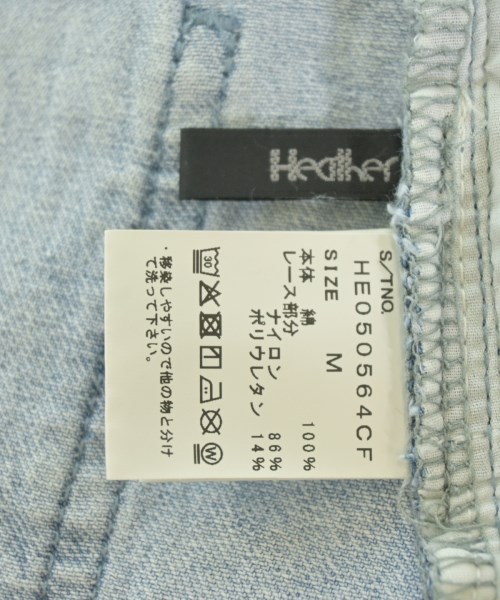 S/TNO.
HE050564CF
SIZE M
本体 綿 100%
レース部分
ナイロン 86%
ポリウレタン 14%
30
W
・移染しやすいので他の物と分け
て洗って下さい。